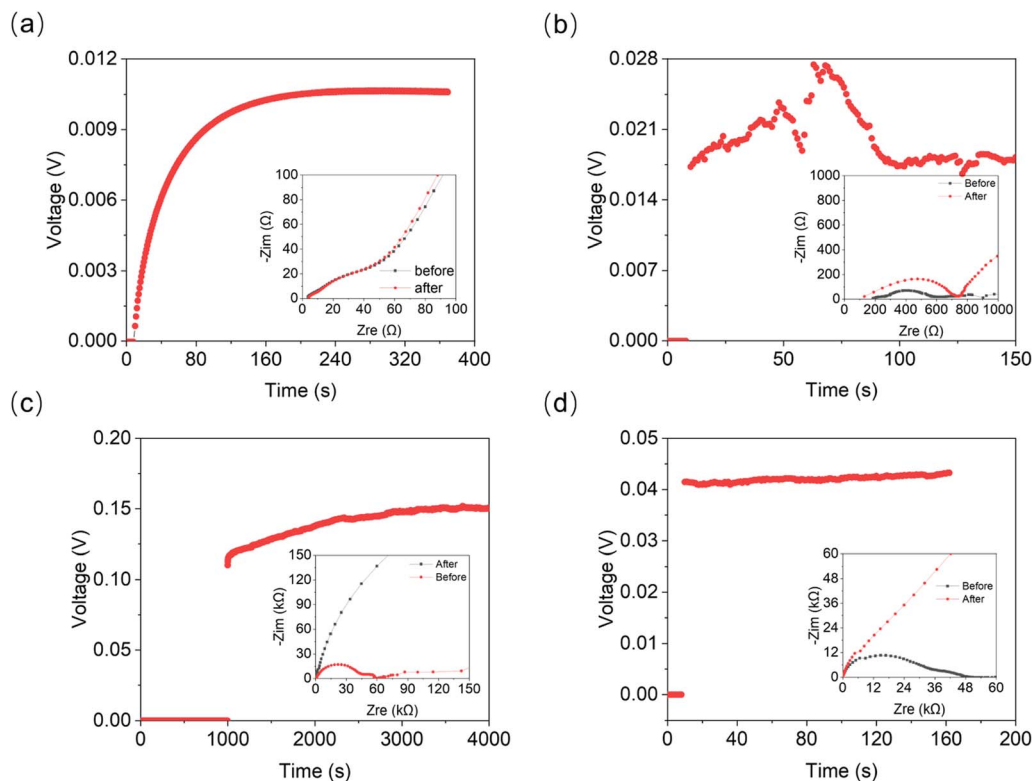 (a)
0.012
0.009
0.006
0.003
0.000
Voltage (V)
0 80 160 240 320 400
Time (s)
100
80
60
40
20
0
-Zim (Ω)
before
after
0 20 40 60 80 100
Zre (Ω)
(b)
0.028
0.021
0.014
0.007
0.000
Voltage (V)
0 50 100 150
Time (s)
1000
800
600
400
200
0
-Zim (Ω)
Before
After
0 200 400 600 800 1000
Zre (Ω)
(c)
0.20
0.15
0.10
0.05
0.00
Voltage (V)
0 1000 2000 3000 4000
Time (s)
150
120
90
60
30
0
-Zim (kΩ)
After
Before
0 30 60 90 120 150
Zre (kΩ)
(d)
0.05
0.04
0.03
0.02
0.01
0.00
Voltage (V)
0 40 80 120 160 200
Time (s)
60
48
36
24
12
0
-Zim (kΩ)
Before
After
0 12 24 36 48 60
Zre (kΩ)